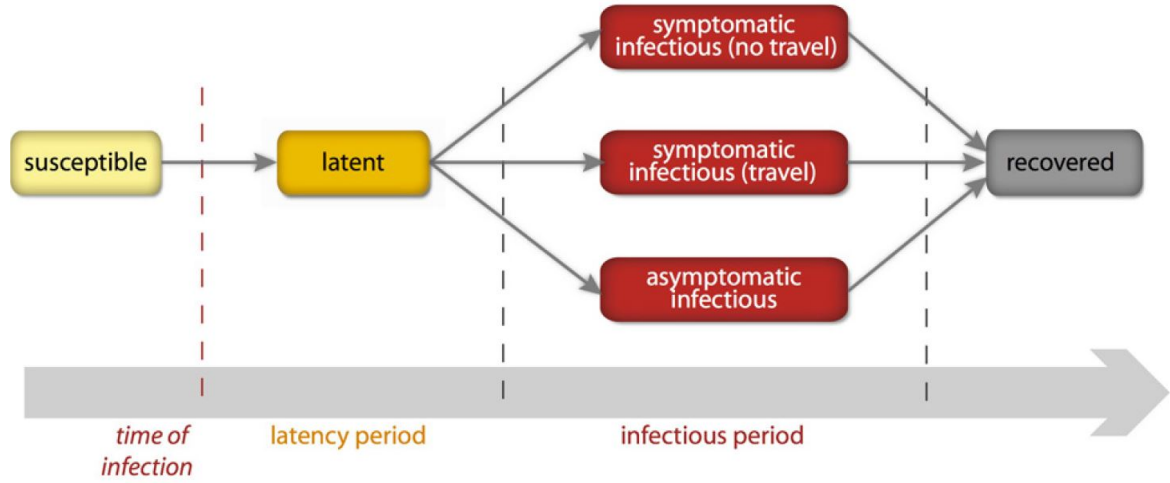 symptomatic
infectious (no travel)
susceptible
latent
symptomatic
infectious (travel)
recovered
asymptomatic
infectious
time of
infection
latency period
infectious period